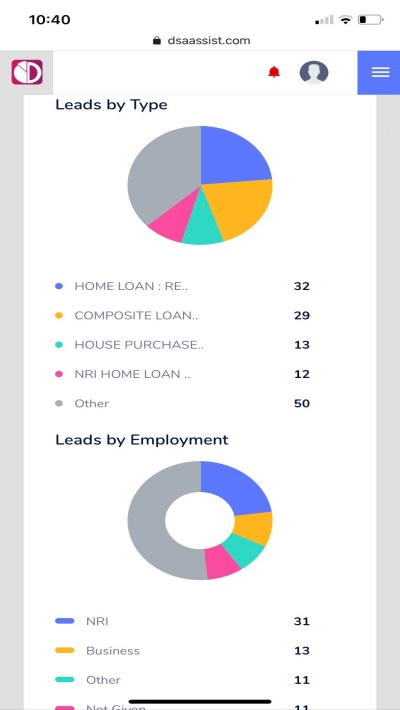 10:40
dsaassist.com
Leads by Type
HOME LOAN : RE.. 32
COMPOSITE LOAN.. 29
HOUSE PURCHASE.. 13
NRI HOME LOAN .. 12
Other 50
Leads by Employment
NRI 31
Business 13
Other 11
Not Given 11